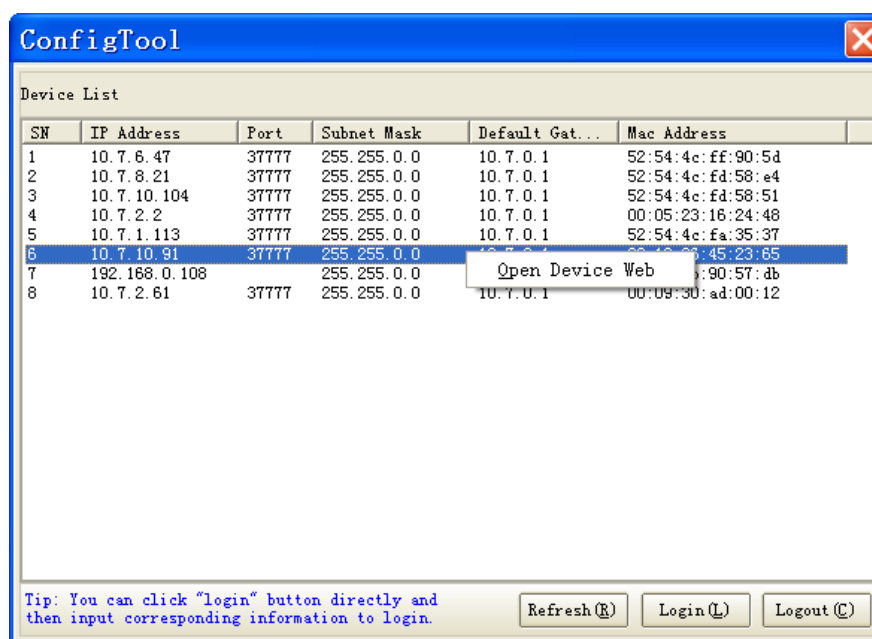 ConfigTool
Device List
SN IP Address Port Subnet Mask Default Gat... Mac Address
1 10.7.6.47 37777 255.255.0.0 10.7.0.1 52:54:4c:ff:90:5d
2 10.7.8.21 37777 255.255.0.0 10.7.0.1 52:54:4c:fd:58:e4
3 10.7.10.104 37777 255.255.0.0 10.7.0.1 52:54:4c:fd:58:51
4 10.7.2.2 37777 255.255.0.0 10.7.0.1 00:05:23:16:24:48
5 10.7.1.113 37777 255.255.0.0 10.7.0.1 52:54:4c:fa:35:37
6 10.7.10.91 37777 255.255.0.0 :45:23:65
Open Device Web
7 192.168.0.108 255.255.0.0 :90:57:db
8 10.7.2.61 37777 255.255.0.0 10.7.0.1 00:09:30:ad:00:12
Tip: You can click "login" button directly and
then input corresponding information to login.
Refresh(R) Login(L) Logout(C)